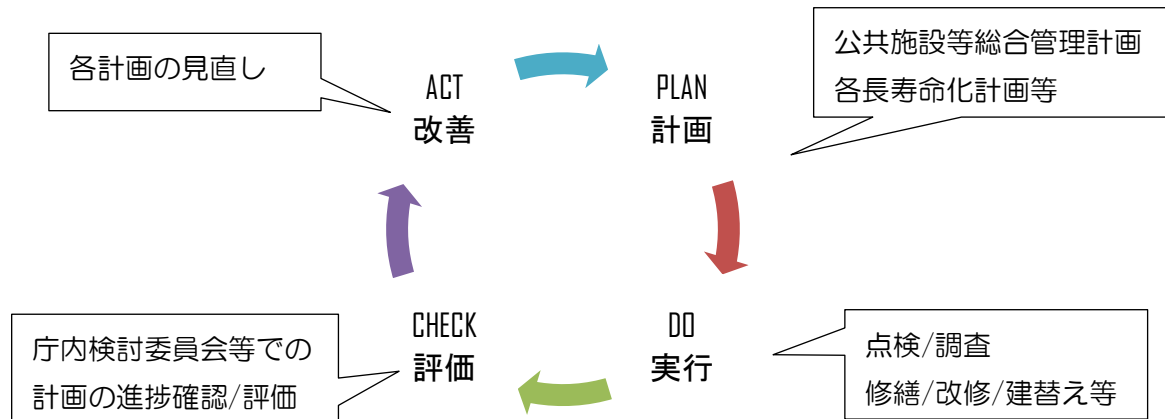 各計画の見直し
ACT
改善
PLAN
計画
公共施設等総合管理計画
各長寿命化計画等
庁内検討委員会等での
計画の進捗確認/評価
CHECK
評価
DO
実行
点検/調査
修繕/改修/建替え等